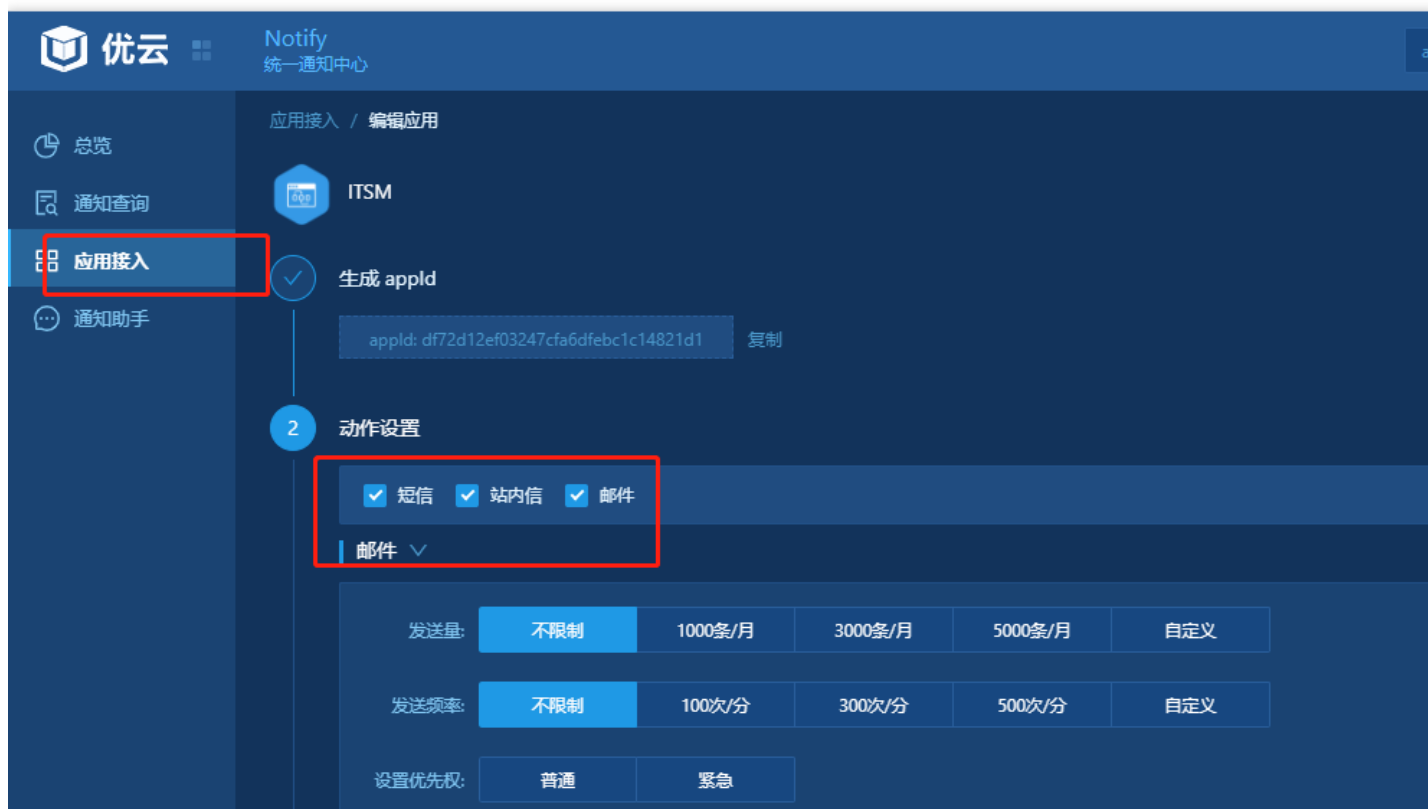 优云
Notify
统一通知中心
a
总览
通知查询
应用接入
通知助手
应用接入 / 编辑应用
ITSM
生成 appId
appId: df72d12ef03247cfa6dfebc1c14821d1 复制
2 动作设置
短信 站内信 邮件
邮件
发送量: 不限制 1000条/月 3000条/月 5000条/月 自定义
发送频率: 不限制 100次/分 300次/分 500次/分 自定义
设置优先权: 普通 紧急